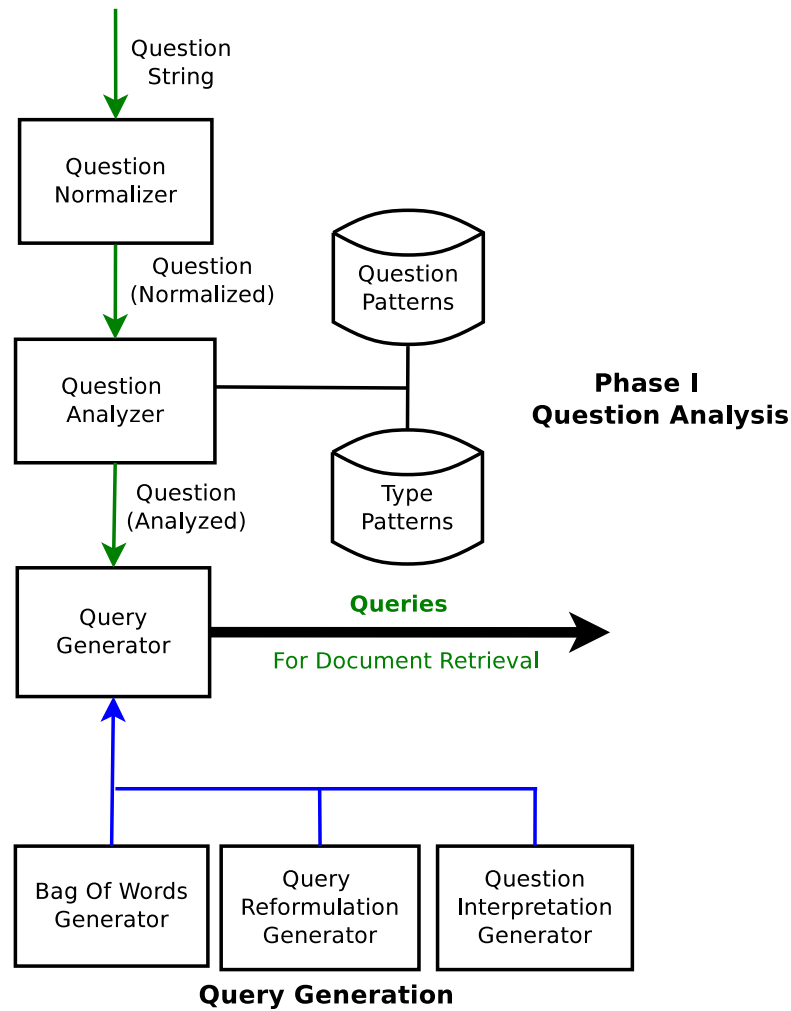 Question
String
Question
Normalizer
Question
(Normalized)
Question
Patterns
Question
Analyzer
Phase I
Question Analysis
Question
(Analyzed)
Type
Patterns
Query
Generator
Queries
For Document Retrieval
Bag Of Words
Generator
Query
Reformulation
Generator
Question
Interpretation
Generator
Query Generation